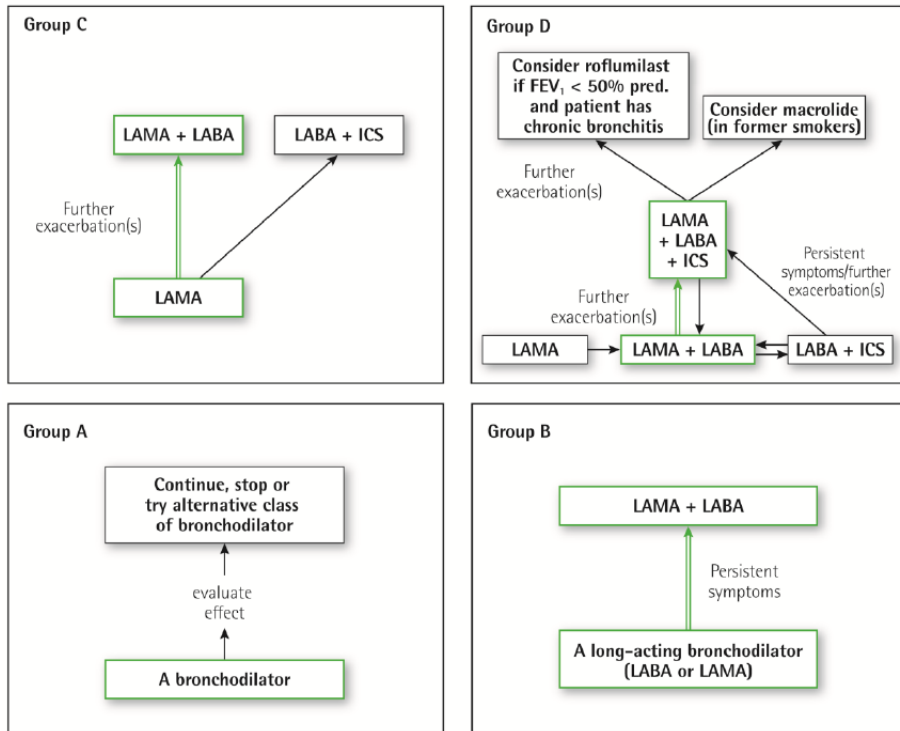 Group C
LAMA + LABA
LABA + ICS
Further
exacerbation(s)
LAMA
Group D
Consider roflumilast
if FEV₁ < 50% pred.
and patient has
chronic bronchitis
Consider macrolide
(in former smokers)
Further
exacerbation(s)
LAMA
+ LABA
+ ICS
Persistent
symptoms/further
exacerbation(s)
Further
exacerbation(s)
LAMA
LAMA + LABA
LABA + ICS
Group A
Continue, stop or
try alternative class
of bronchodilator
evaluate
effect
A bronchodilator
Group B
LAMA + LABA
Persistent
symptoms
A long-acting bronchodilator
(LABA or LAMA)